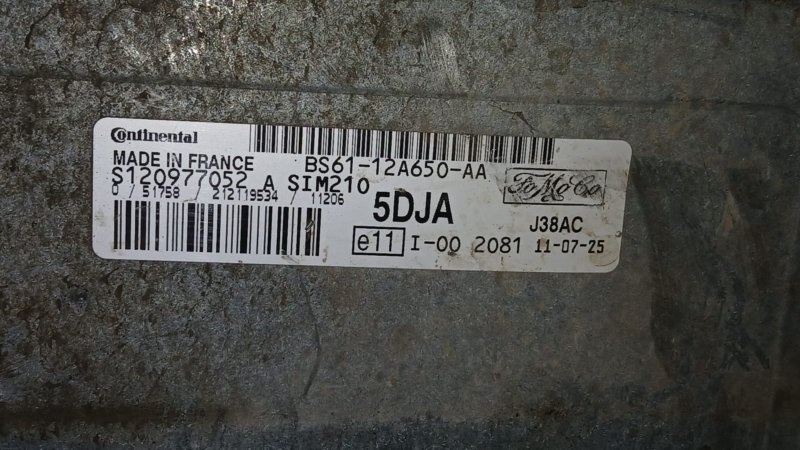 Continental
MADE IN FRANCE
BS61-12A650-AA
S120977052 A SIM210
FoMoCo
0 / 51758 / 212119534 / 11206
5DJA
J38AC
e11 I-00 2081 11-07-25